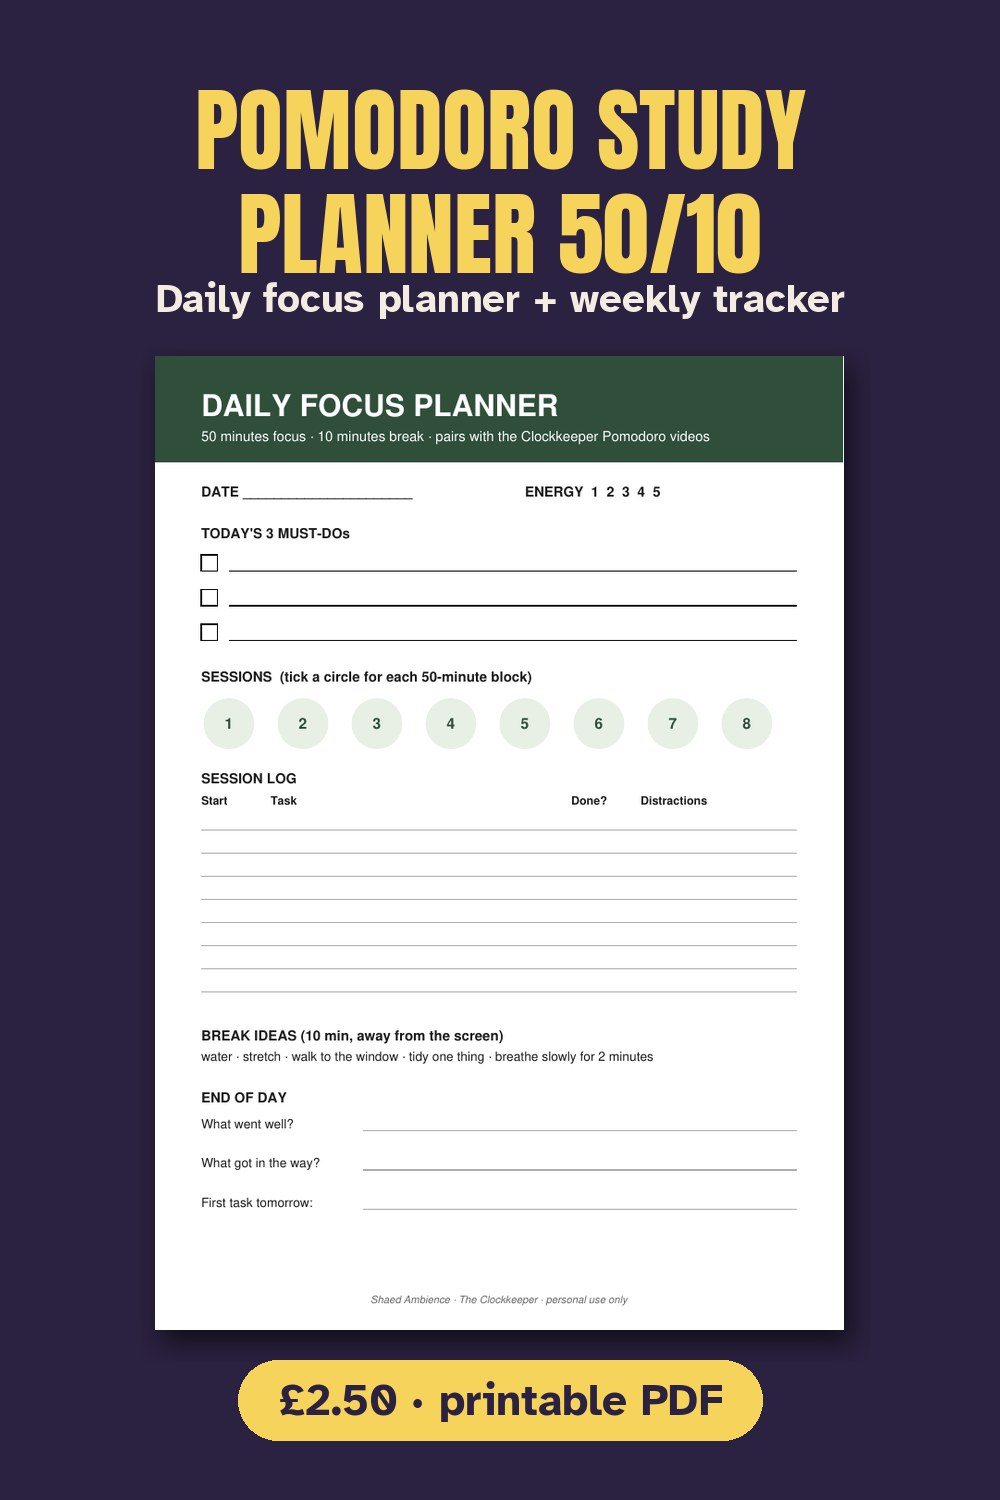 POMODORO STUDY
PLANNER 50/10
Daily focus planner + weekly tracker
DAILY FOCUS PLANNER
50 minutes focus · 10 minutes break · pairs with the Clockkeeper Pomodoro videos
DATE ______________________ ENERGY 1 2 3 4 5
TODAY'S 3 MUST-DOs
SESSIONS (tick a circle for each 50-minute block)
1 2 3 4 5 6 7 8
SESSION LOG
Start Task Done? Distractions
BREAK IDEAS (10 min, away from the screen)
water · stretch · walk to the window · tidy one thing · breathe slowly for 2 minutes
END OF DAY
What went well?
What got in the way?
First task tomorrow:
Shaed Ambience · The Clockkeeper · personal use only
£2.50 · printable PDF